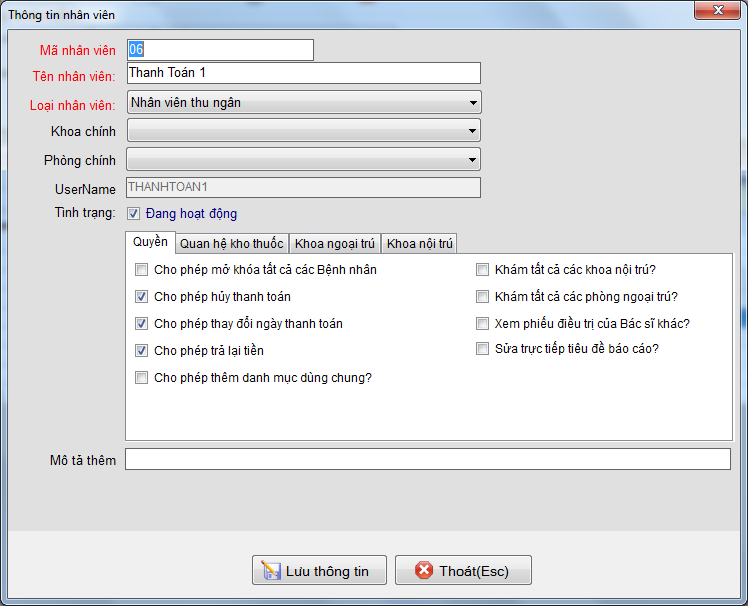 Thông tin nhân viên
Mã nhân viên 06
Tên nhân viên: Thanh Toán 1
Loại nhân viên: Nhân viên thu ngân
Khoa chính
Phòng chính
UserName THANHTOAN1
Tình trạng: Đang hoạt động
Quyền Quan hệ kho thuốc Khoa ngoại trú Khoa nội trú
Cho phép mở khóa tất cả các Bệnh nhân Khám tất cả các khoa nội trú?
Cho phép hủy thanh toán Khám tất cả các phòng ngoại trú?
Cho phép thay đổi ngày thanh toán Xem phiếu điều trị của Bác sĩ khác?
Cho phép trả lại tiền Sửa trực tiếp tiêu đề báo cáo?
Cho phép thêm danh mục dùng chung?
Mô tả thêm
Lưu thông tin Thoát(Esc)